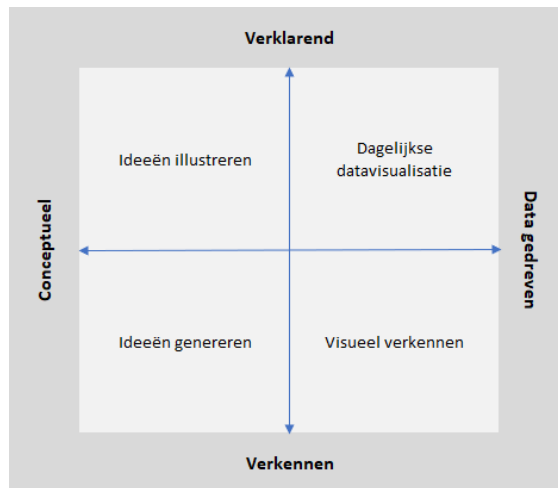 Verklarend
Ideeën illustreren
Dagelijkse
datavisualisatie
Conceptueel
Data gedreven
Ideeën genereren
Visueel verkennen
Verkennen